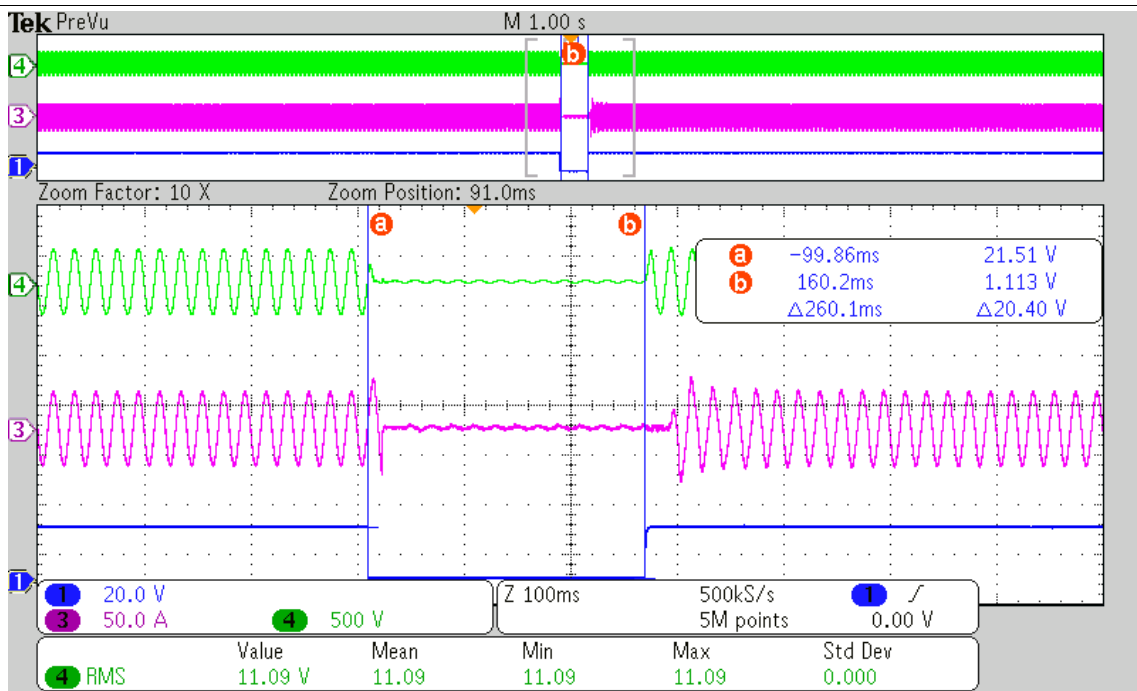 Tek PreVu M 1.00 s
b
4
3
1
Zoom Factor: 10 X Zoom Position: 91.0ms
a b
a -99.86ms 21.51 V
b 160.2ms 1.113 V
△260.1ms △20.40 V
4
3
1
1 20.0 V Z 100ms 500kS/s 1 ∫
3 50.0 A 4 500 V 5M points 0.00 V
Value Mean Min Max Std Dev
4 RMS 11.09 V 11.09 11.09 11.09 0.000